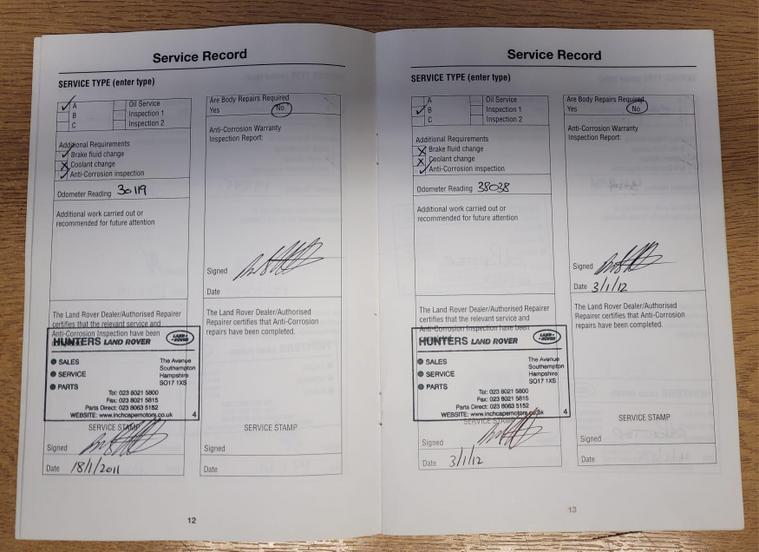 Service Record
SERVICE TYPE (enter type)
A
B
C
Oil Service
Inspection 1
Inspection 2
Additional Requirements
Brake fluid change
Coolant change
Anti-Corrosion inspection
Odometer Reading 30119
Additional work carried out or
recommended for future attention
The Land Rover Dealer/Authorised Repairer
certifies that the relevant service and
Anti-Corrosion Inspection have been
HUNTERS LAND ROVER
LAND ROVER
SALES
SERVICE
PARTS
The Avenue
Southampton
Hampshire
SO17 1XS
Tel: 023 8021 5800
Fax: 023 8021 5815
Parts Direct: 023 8063 5152
WEBSITE: www.inchcapemotors.co.uk
4
SERVICE STAMP
Signed
Date 18/1/2011
Are Body Repairs Required
Yes No
Anti-Corrosion Warranty
Inspection Report:
Signed
Date
The Land Rover Dealer/Authorised
Repairer certifies that Anti-Corrosion
repairs have been completed.
SERVICE STAMP
Signed
Date
12
Service Record
SERVICE TYPE (enter type)
A
B
C
Oil Service
Inspection 1
Inspection 2
Additional Requirements
Brake fluid change
Coolant change
Anti-Corrosion inspection
Odometer Reading 38038
Additional work carried out or
recommended for future attention
The Land Rover Dealer/Authorised Repairer
certifies that the relevant service and
Anti-Corrosion Inspection have been
HUNTERS LAND ROVER
LAND ROVER
SALES
SERVICE
PARTS
The Avenue
Southampton
Hampshire
SO17 1XS
Tel: 023 8021 5800
Fax: 023 8021 5815
Parts Direct: 023 8063 5152
WEBSITE: www.inchcapemotors.co.uk
4
SERVICE STAMP
Signed
Date 3/1/12
Are Body Repairs Required
Yes No
Anti-Corrosion Warranty
Inspection Report:
Signed
Date 3/1/12
The Land Rover Dealer/Authorised
Repairer certifies that Anti-Corrosion
repairs have been completed.
SERVICE STAMP
Signed
Date
13